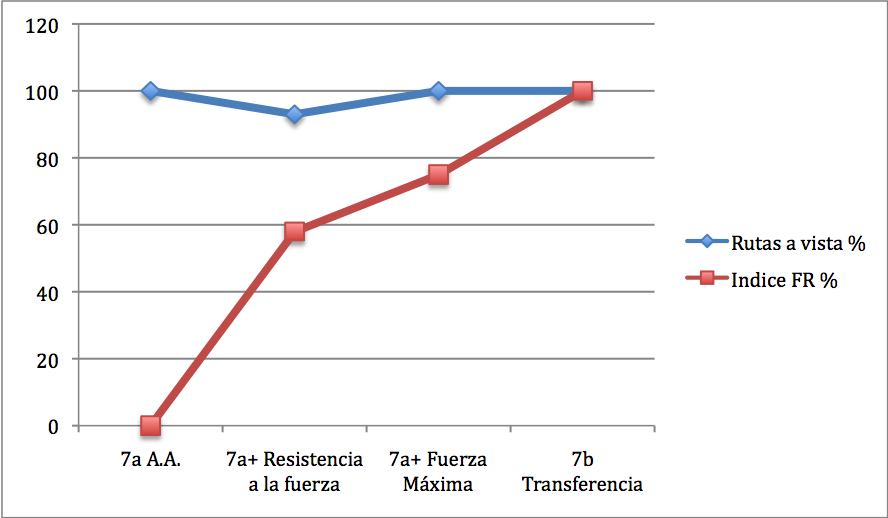 120
100
80
60
40
20
0
7a A.A.
7a+ Resistencia
a la fuerza
7a+ Fuerza
Máxima
7b
Transferencia
Rutas a vista %
Indice FR %